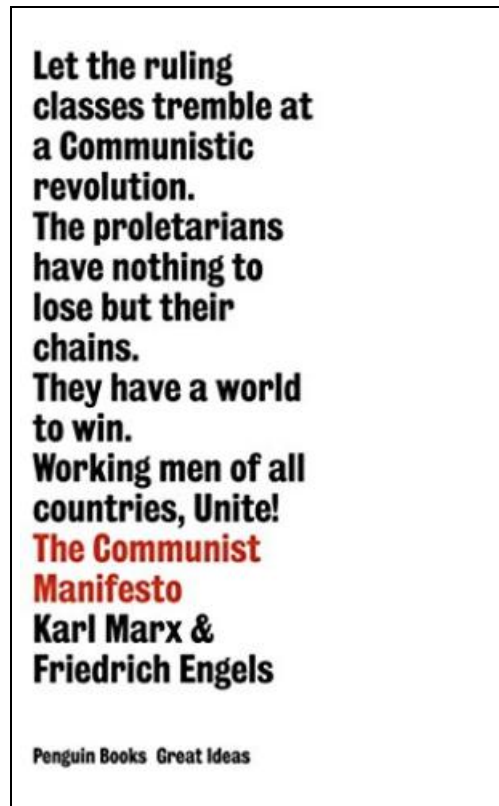 Let the ruling
classes tremble at
a Communistic
revolution.
The proletarians
have nothing to
lose but their
chains.
They have a world
to win.
Working men of all
countries, Unite!
The Communist
Manifesto
Karl Marx &
Friedrich Engels
Penguin Books Great Ideas